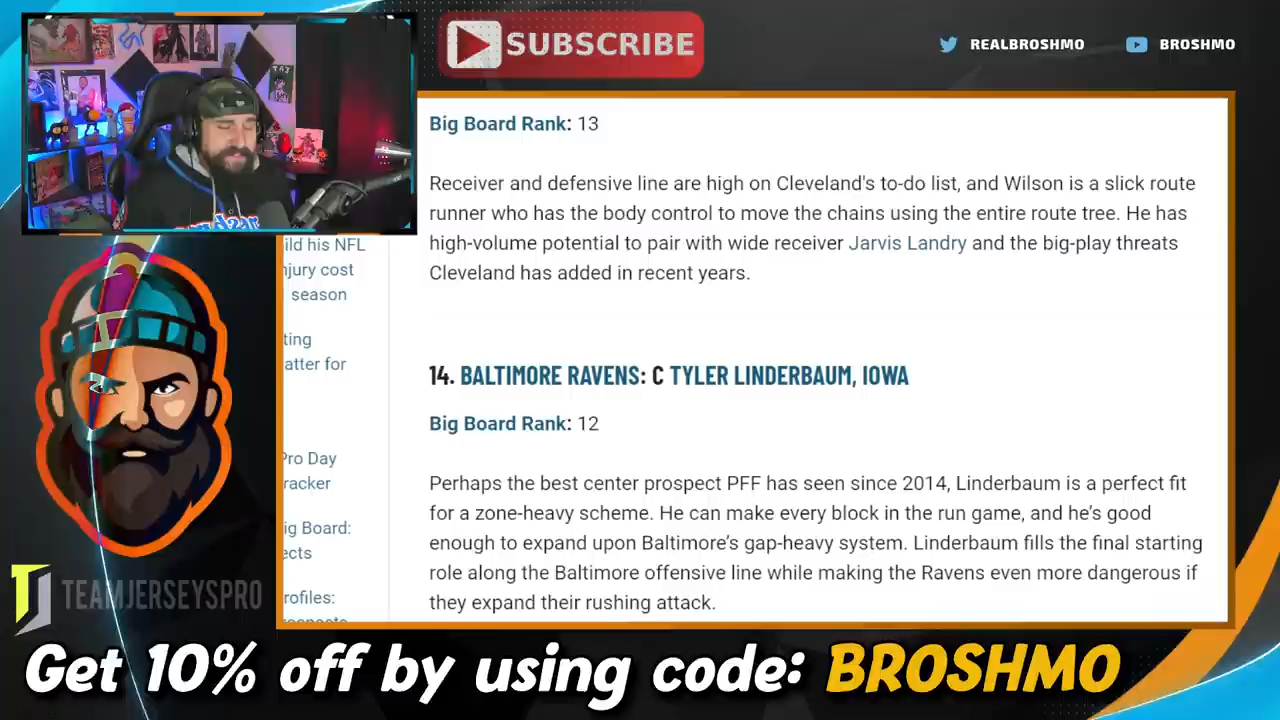 SUBSCRIBE
REALBROSHMO
BROSHMO
Big Board Rank: 13
Receiver and defensive line are high on Cleveland's to-do list, and Wilson is a slick route
runner who has the body control to move the chains using the entire route tree. He has
high-volume potential to pair with wide receiver Jarvis Landry and the big-play threats
Cleveland has added in recent years.
14. BALTIMORE RAVENS: C TYLER LINDERBAUM, IOWA
Big Board Rank: 12
Perhaps the best center prospect PFF has seen since 2014, Linderbaum is a perfect fit
for a zone-heavy scheme. He can make every block in the run game, and he’s good
enough to expand upon Baltimore’s gap-heavy system. Linderbaum fills the final starting
role along the Baltimore offensive line while making the Ravens even more dangerous if
they expand their rushing attack.
ild his NFL
njury cost
season
ting
atter for
Pro Day
racker
ig Board:
ects
rofiles:
TJ TEAMJERSEYSPRO
Get 10% off by using code: BROSHMO